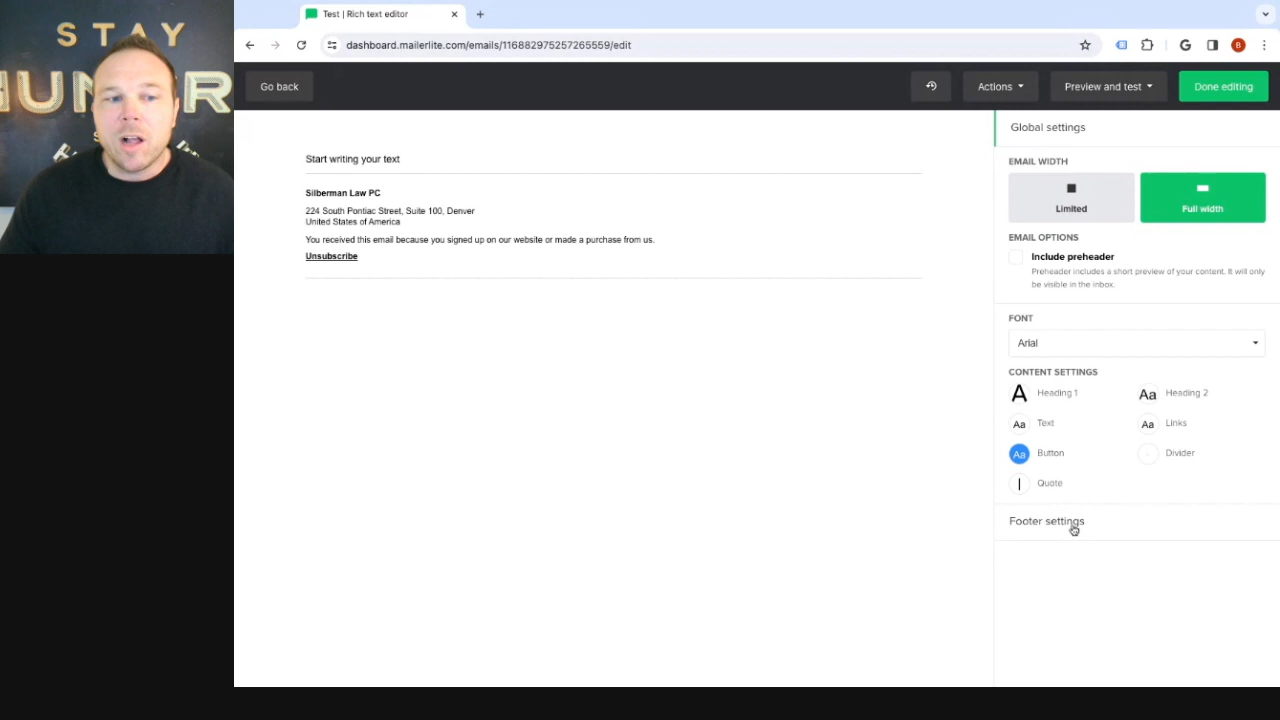 STAY
HUN
R
S
Test | Rich text editor
dashboard.mailerlite.com/emails/116882975257265559/edit
G
B
Go back
Actions
Preview and test
Done editing
Start writing your text
Silberman Law PC
224 South Pontiac Street, Suite 100, Denver
United States of America
You received this email because you signed up on our website or made a purchase from us.
Unsubscribe
Global settings
EMAIL WIDTH
Limited
Full width
EMAIL OPTIONS
Include preheader
Preheader includes a short preview of your content. It will only
be visible in the inbox.
FONT
Arial
CONTENT SETTINGS
A Heading 1
Aa Heading 2
Aa Text
Aa Links
Aa Button
Divider
Quote
Footer settings